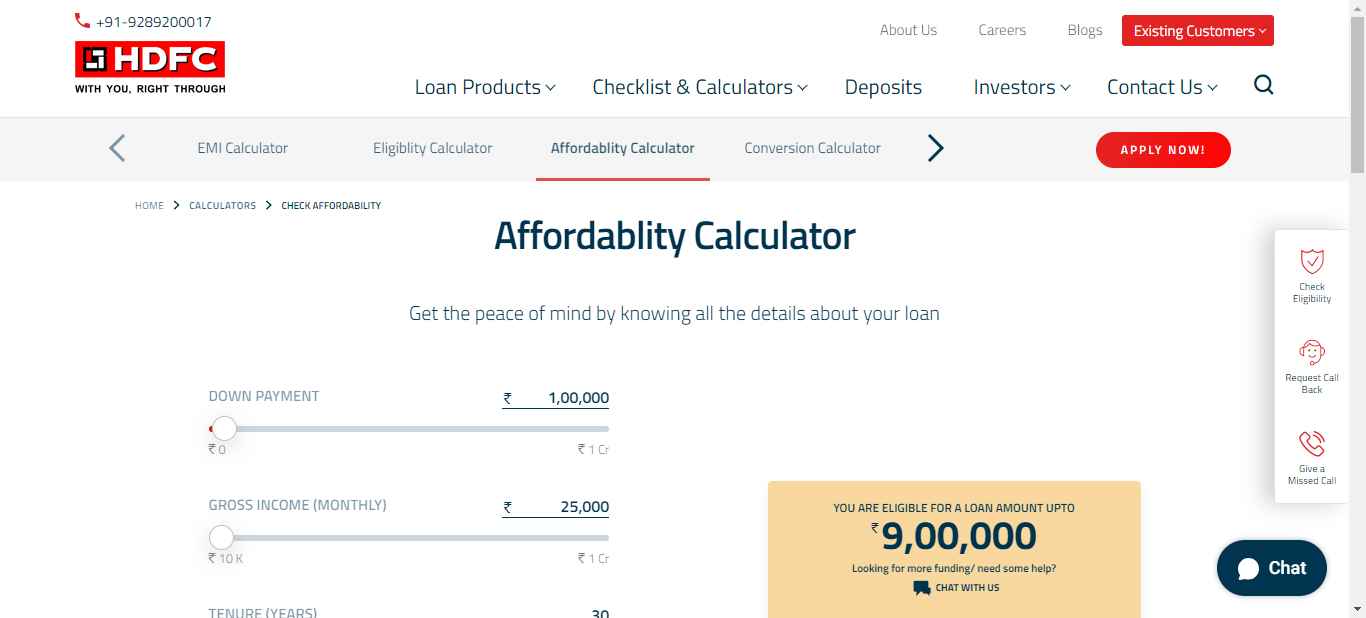 +91-9289200017
About Us
Careers
Blogs
Existing Customers
HDFC
WITH YOU, RIGHT THROUGH
Loan Products
Checklist & Calculators
Deposits
Investors
Contact Us
EMI Calculator
Eligiblity Calculator
Affordablity Calculator
Conversion Calculator
APPLY NOW!
HOME
CALCULATORS
CHECK AFFORDABILITY
Affordablity Calculator
Get the peace of mind by knowing all the details about your loan
DOWN PAYMENT
₹ 1,00,000
₹ 0
₹ 1 Cr
GROSS INCOME (MONTHLY)
₹ 25,000
₹ 10 K
₹ 1 Cr
TENURE (YEARS)
30
YOU ARE ELIGIBLE FOR A LOAN AMOUNT UPTO
₹ 9,00,000
Looking for more funding/ need some help?
CHAT WITH US
Check
Eligibility
Request Call
Back
Give a
Missed Call
Chat